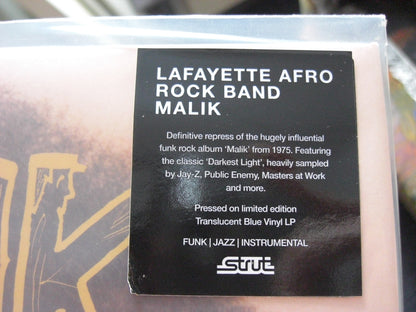 LAFAYETTE AFRO
ROCK BAND
MALIK
Definitive repress of the hugely influential
funk rock album ‘Malik’ from 1975. Featuring
the classic ‘Darkest Light’, heavily sampled
by Jay-Z, Public Enemy, Masters at Work
and more.
Pressed on limited edition
Translucent Blue Vinyl LP
FUNK | JAZZ | INSTRUMENTAL
Strut